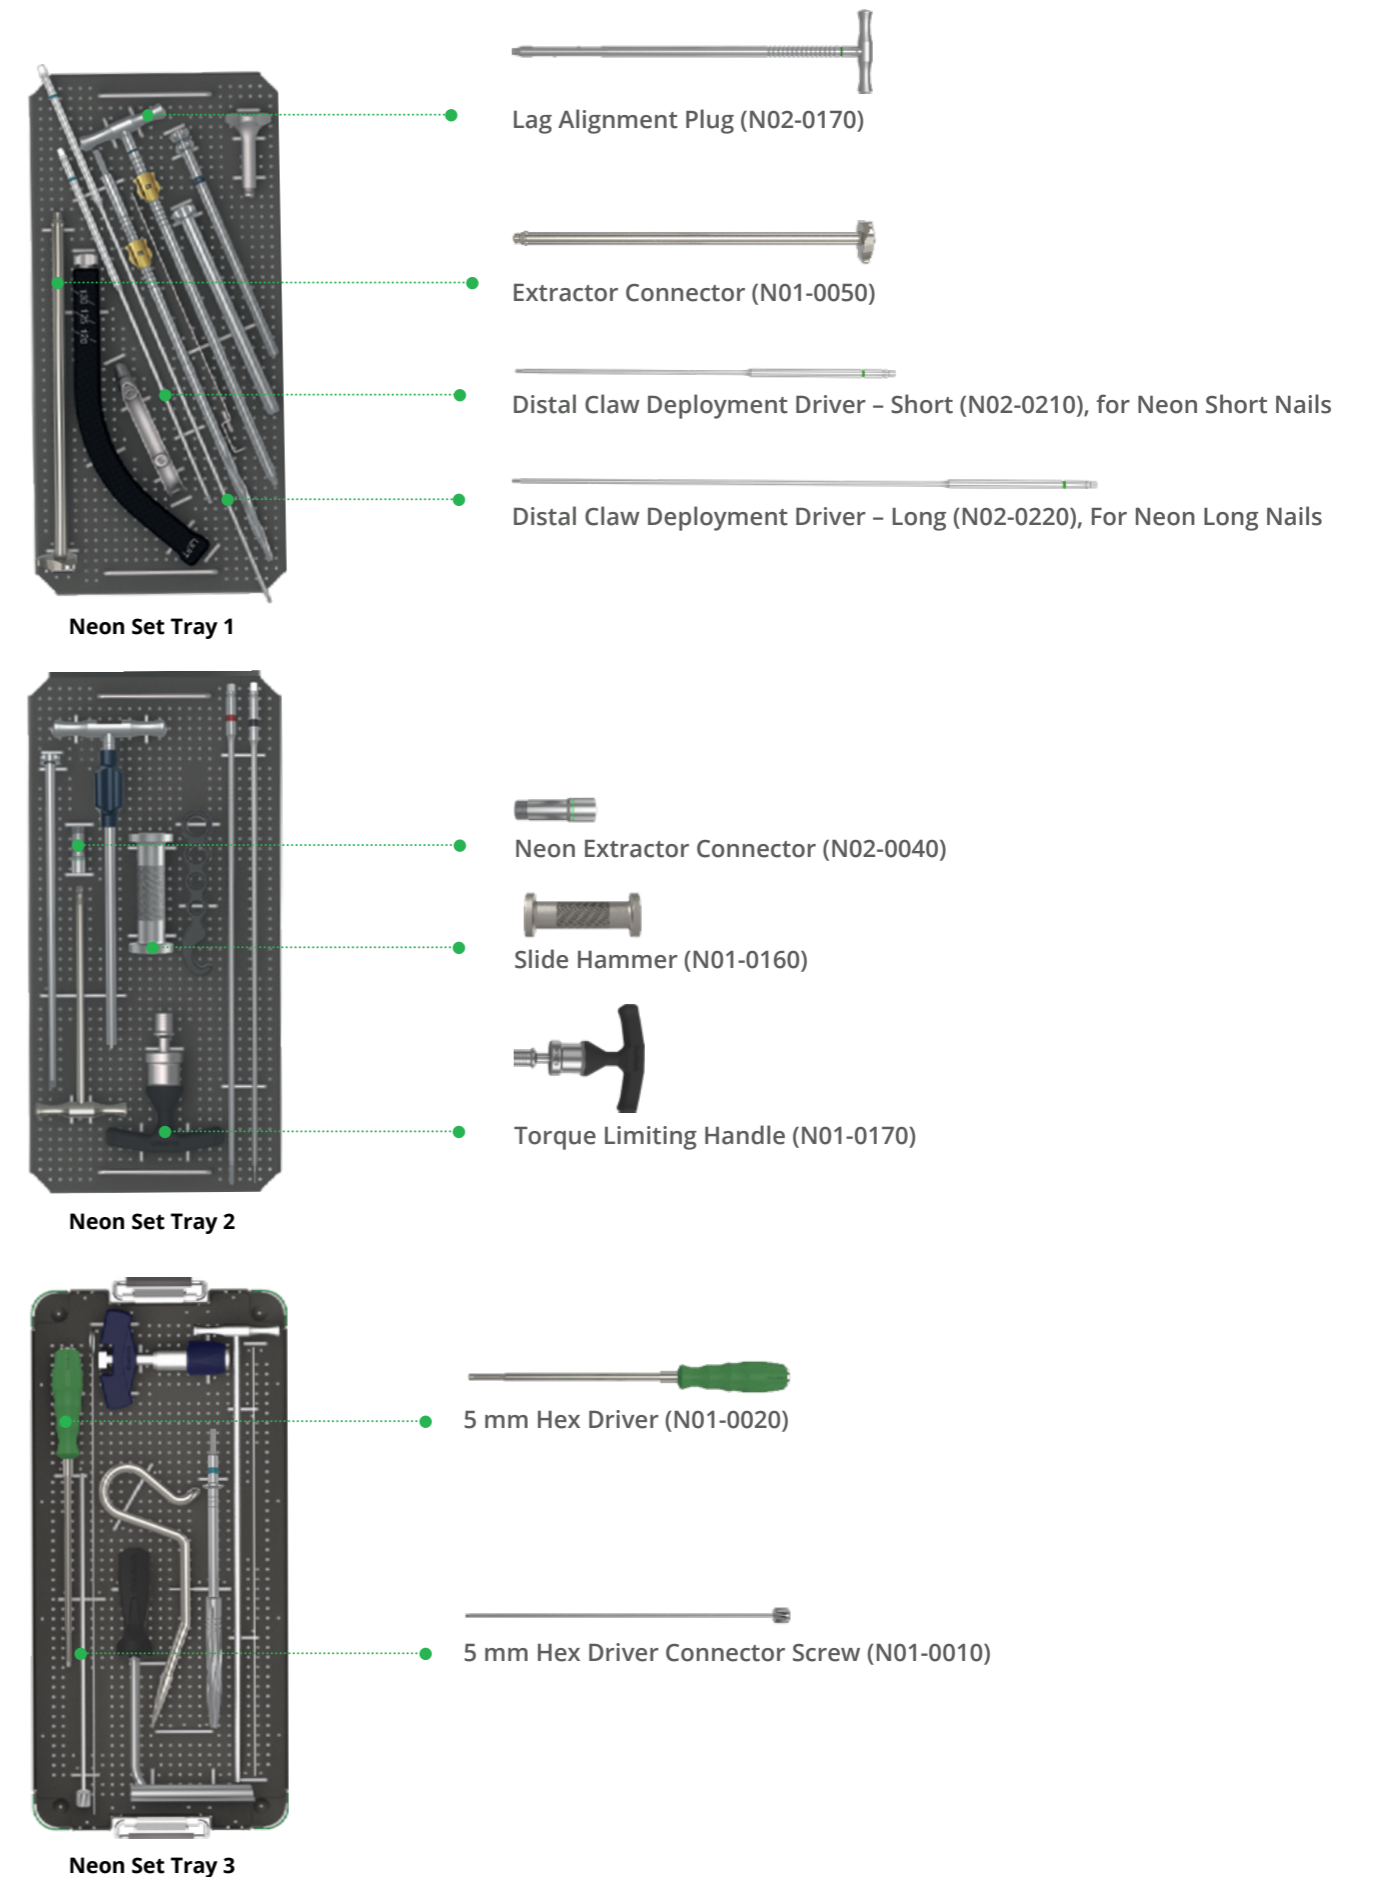 Lag Alignment Plug (N02-0170)
Extractor Connector (N01-0050)
130 125 120
Distal Claw Deployment Driver – Short (N02-0210), for Neon Short Nails
Distal Claw Deployment Driver – Long (N02-0220), For Neon Long Nails
Neon Set Tray 1
Neon Extractor Connector (N02-0040)
Slide Hammer (N01-0160)
Torque Limiting Handle (N01-0170)
Neon Set Tray 2
5 mm Hex Driver (N01-0020)
5 mm Hex Driver Connector Screw (N01-0010)
Neon Set Tray 3